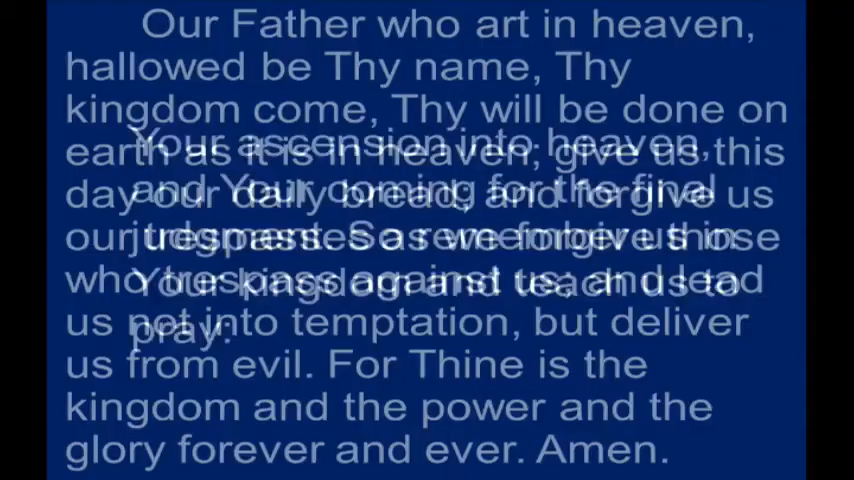 Our Father who art in heaven,
hallowed be Thy name, Thy
kingdom come, Thy will be done on
earth as it is in heaven; give us this
day our daily bread; and forgive us
our trespasses as we forgive those
who trespass against us; and lead
us not into temptation, but deliver
us from evil. For Thine is the
kingdom and the power and the
glory forever and ever. Amen.
Your ascension into heaven,
and Your coming for the final
judgment. So remember us in
Your kingdom and teach us to
pray: